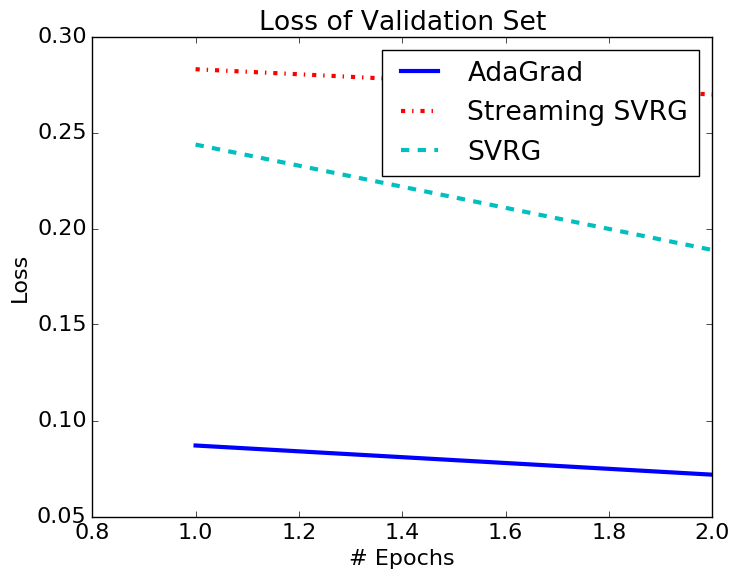 Loss of Validation Set
0.30
0.25
0.20
0.15
0.10
0.05
Loss
AdaGrad
Streaming SVRG
SVRG
0.8 1.0 1.2 1.4 1.6 1.8 2.0
# Epochs